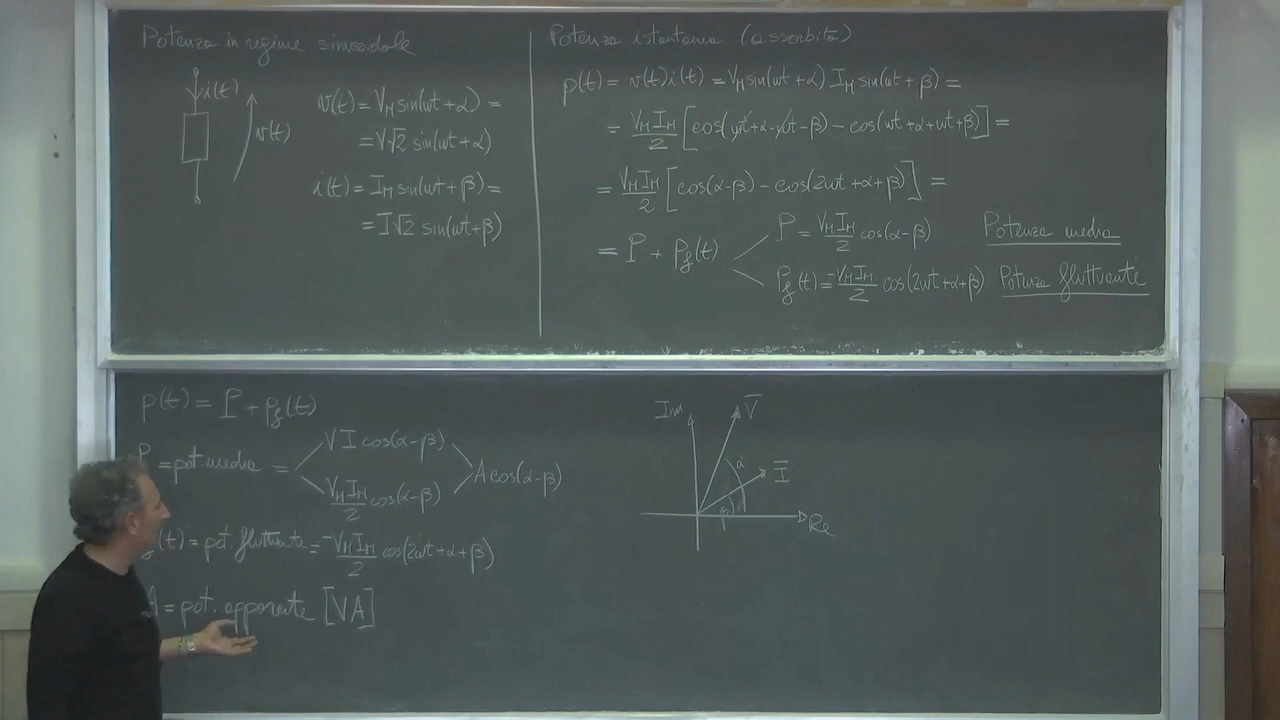 Potenza in regime sinusoidale
i(t)
v(t)
v(t) = V_M sin(ωt + α) =
= V√2 sin(ωt + α)
i(t) = I_M sin(ωt + β) =
= I√2 sin(ωt + β)
Potenza istantanea (assorbita)
p(t) = v(t) i(t) = V_M sin(ωt + α) I_M sin(ωt + β) =
= V_M I_M / 2 [cos(ωt + α - ωt - β) - cos(ωt + α + ωt + β)] =
= V_M I_M / 2 [cos(α - β) - cos(2ωt + α + β)] =
= P + p_f(t)
P = V_M I_M / 2 cos(α - β) Potenza media
p_f(t) = -V_M I_M / 2 cos(2ωt + α + β) Potenza fluttuante
p(t) = P + p_f(t)
P = pot. media =
V I cos(α - β)
V_M I_M / 2 cos(α - β)
A cos(α - β)
(t) = pot. fluttuante = -V_M I_M / 2 cos(2ωt + α + β)
A = pot. apparente [VA]
Im
V̅
α
I̅
β
Re